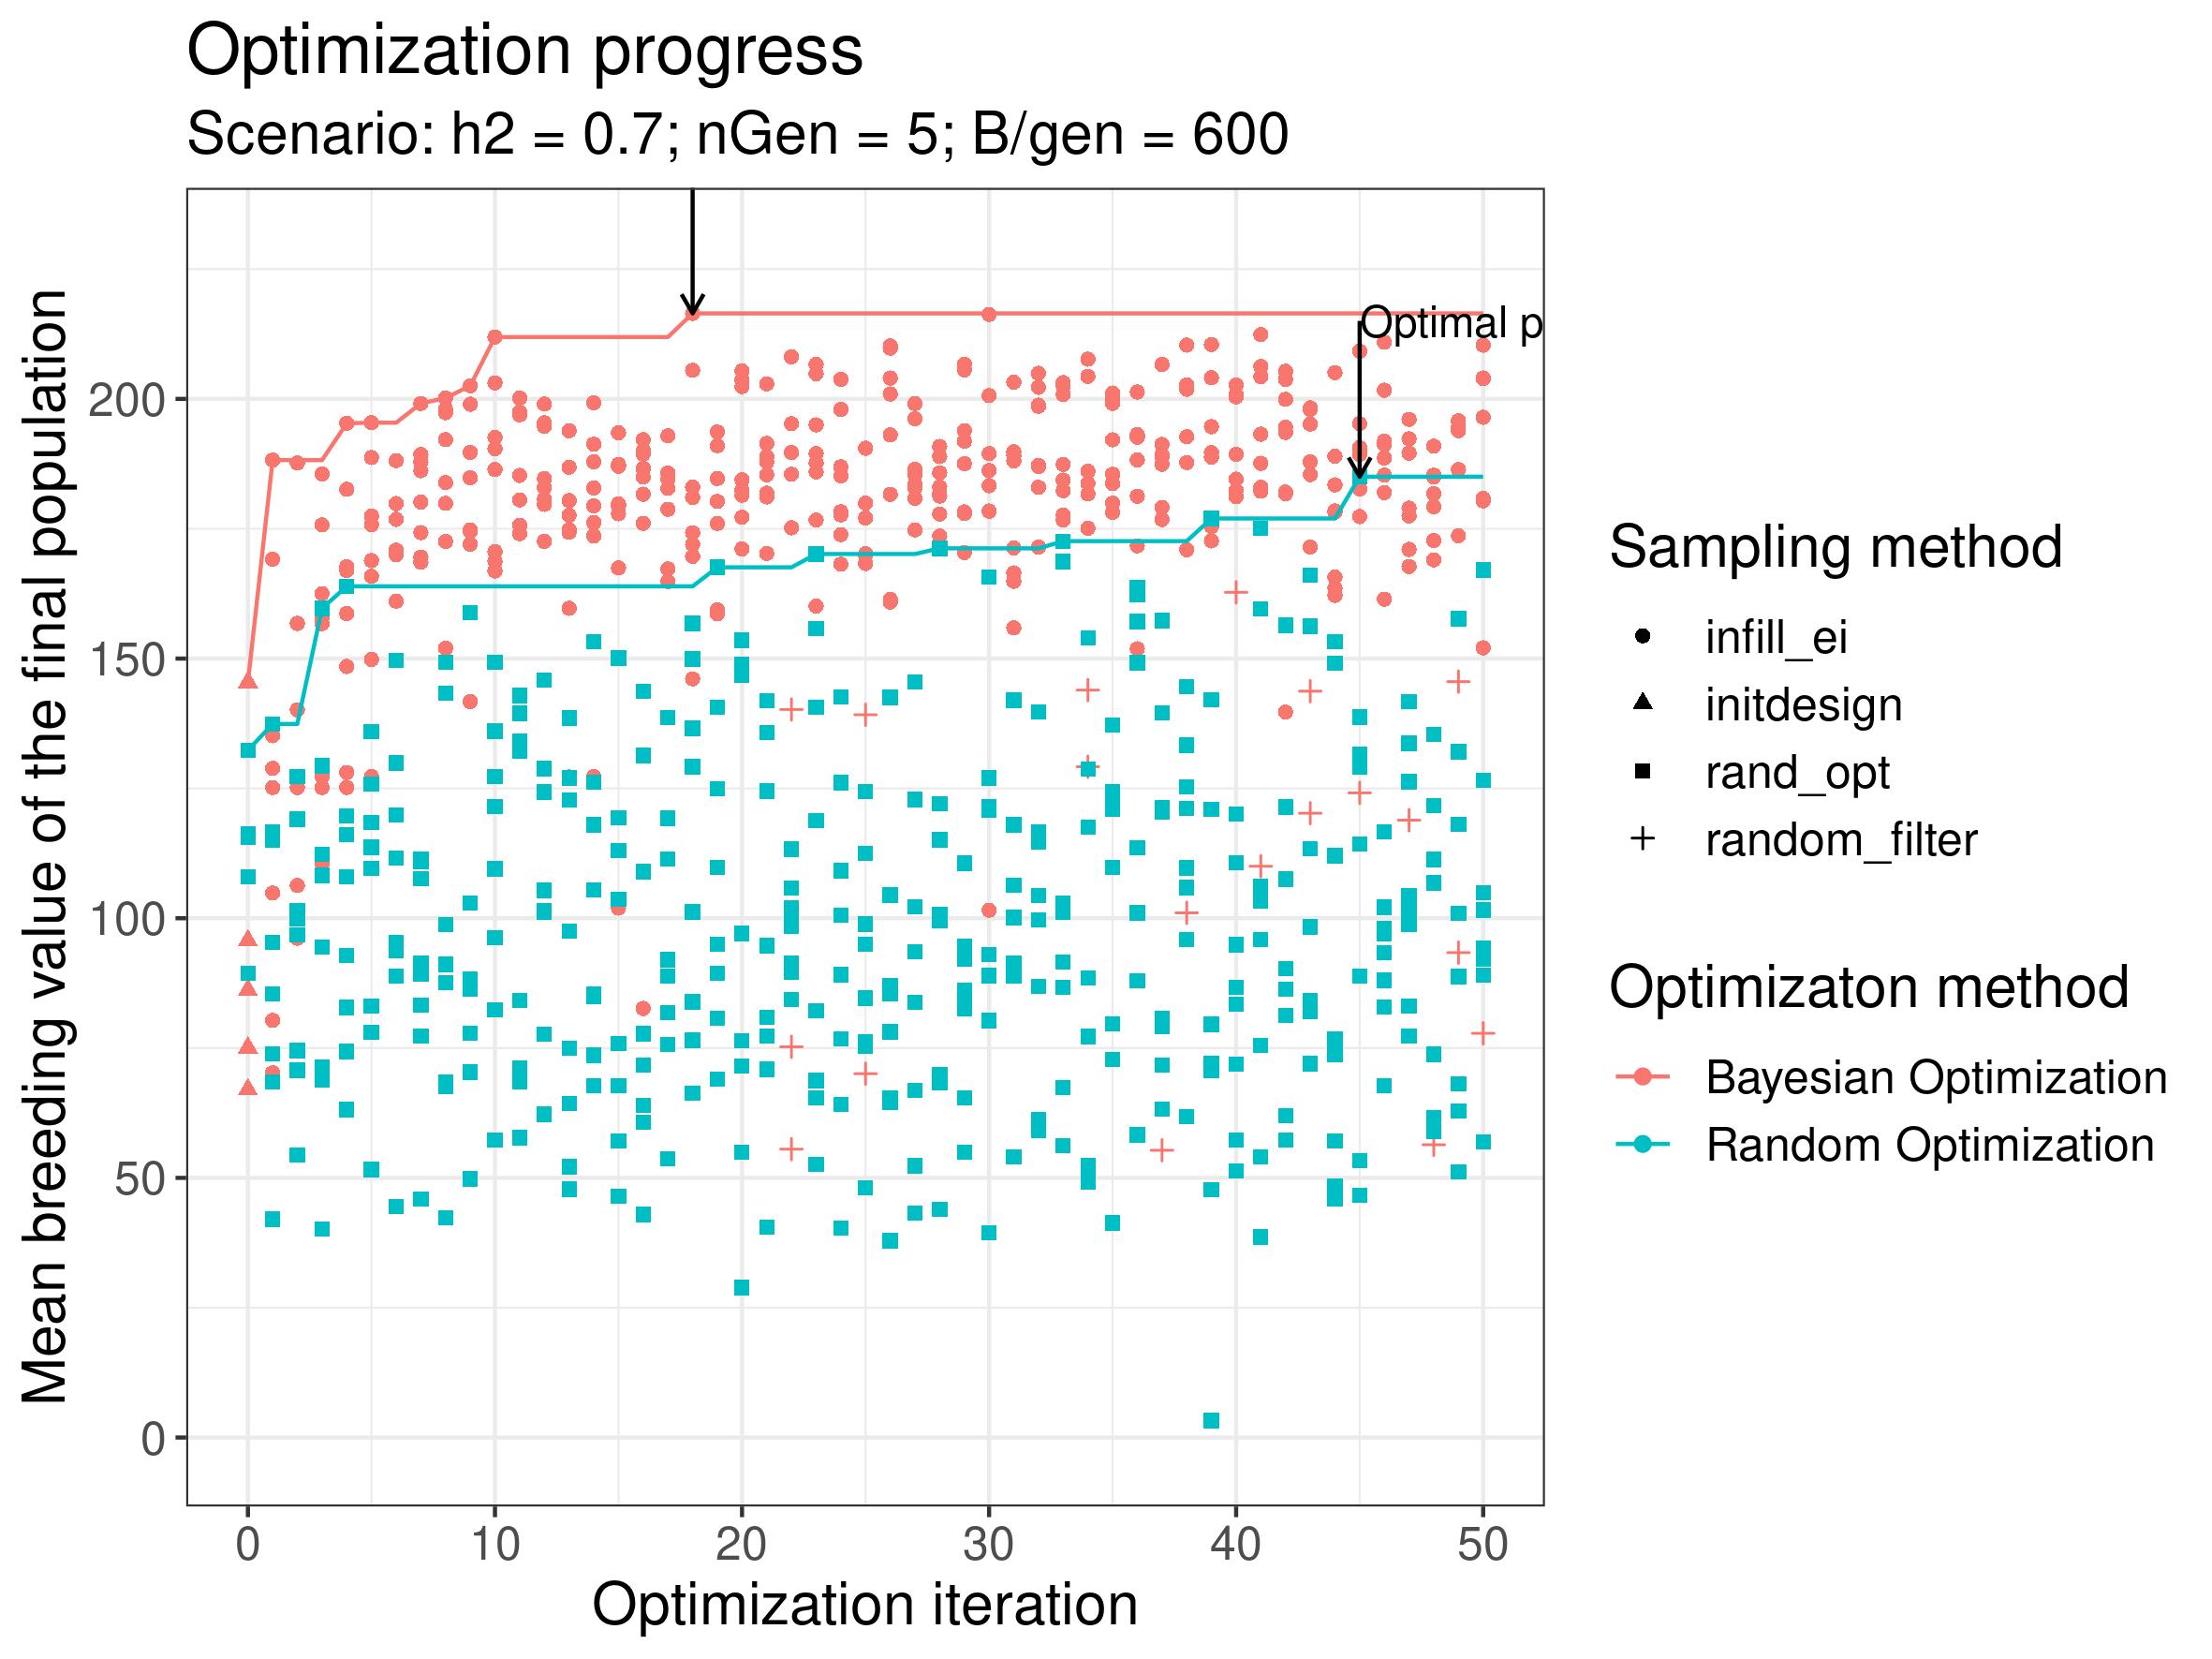 Optimization progress
Scenario: h2 = 0.7; nGen = 5; B/gen = 600
Mean breeding value of the final population
200
150
100
50
0
Optimal p
0 10 20 30 40 50
Optimization iteration
Sampling method
infill_ei
initdesign
rand_opt
random_filter
Optimizaton method
Bayesian Optimization
Random Optimization